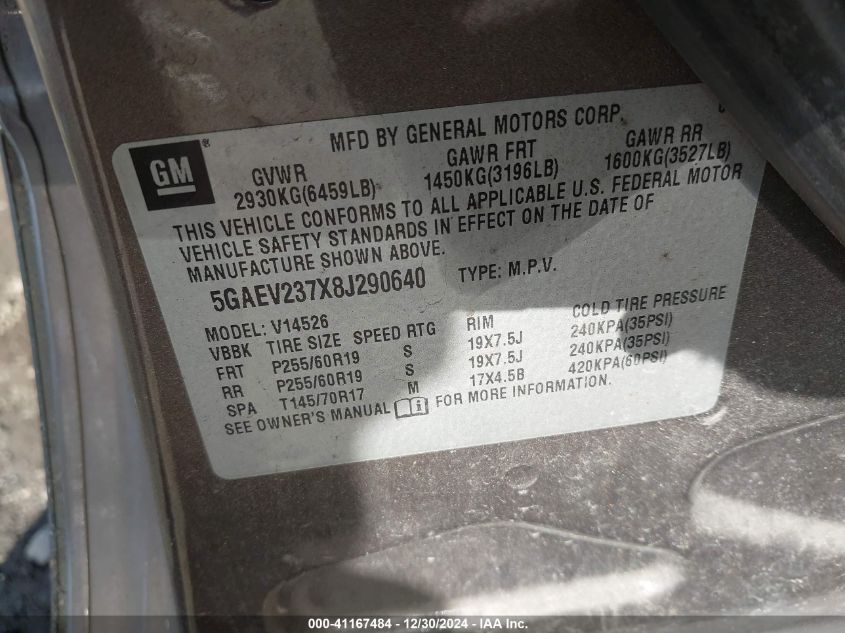 MFD BY GENERAL MOTORS CORP.
GM®
GVWR GAWR FRT GAWR RR
2930KG(6459LB) 1450KG(3196LB) 1600KG(3527LB)
THIS VEHICLE CONFORMS TO ALL APPLICABLE U.S. FEDERAL MOTOR
VEHICLE SAFETY STANDARDS IN EFFECT ON THE DATE OF
MANUFACTURE SHOWN ABOVE.
5GAEV237X8J290640 TYPE: M.P.V.
MODEL: V14526
VBBK TIRE SIZE SPEED RTG RIM COLD TIRE PRESSURE
FRT P255/60R19 S 19X7.5J 240KPA(35PSI)
RR P255/60R19 S 19X7.5J 240KPA(35PSI)
SPA T145/70R17 M 17X4.5B 420KPA(60PSI)
SEE OWNER'S MANUAL FOR MORE INFORMATION.
000-41167484 - 12/30/2024 - IAA Inc.